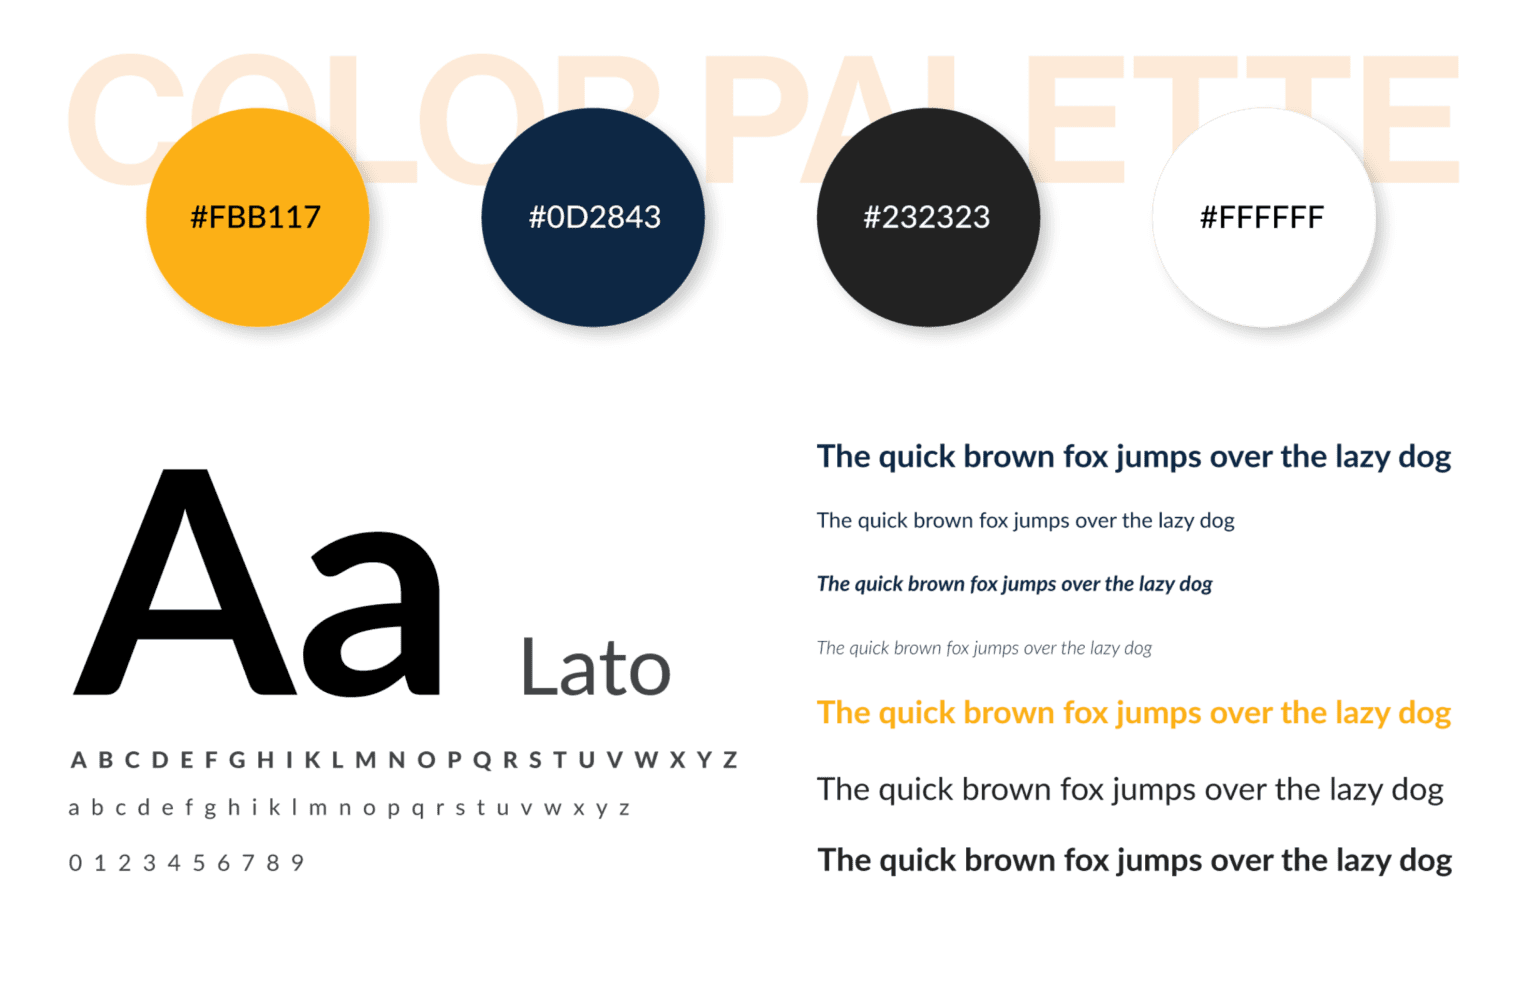 COLOR PALETTE
#FBB117
#0D2843
#232323
#FFFFFF
Aa
Lato
A B C D E F G H I K L M N O P Q R S T U V W X Y Z
a b c d e f g h i k l m n o p q r s t u v w x y z
0 1 2 3 4 5 6 7 8 9
The quick brown fox jumps over the lazy dog
The quick brown fox jumps over the lazy dog
The quick brown fox jumps over the lazy dog
The quick brown fox jumps over the lazy dog
The quick brown fox jumps over the lazy dog
The quick brown fox jumps over the lazy dog
The quick brown fox jumps over the lazy dog